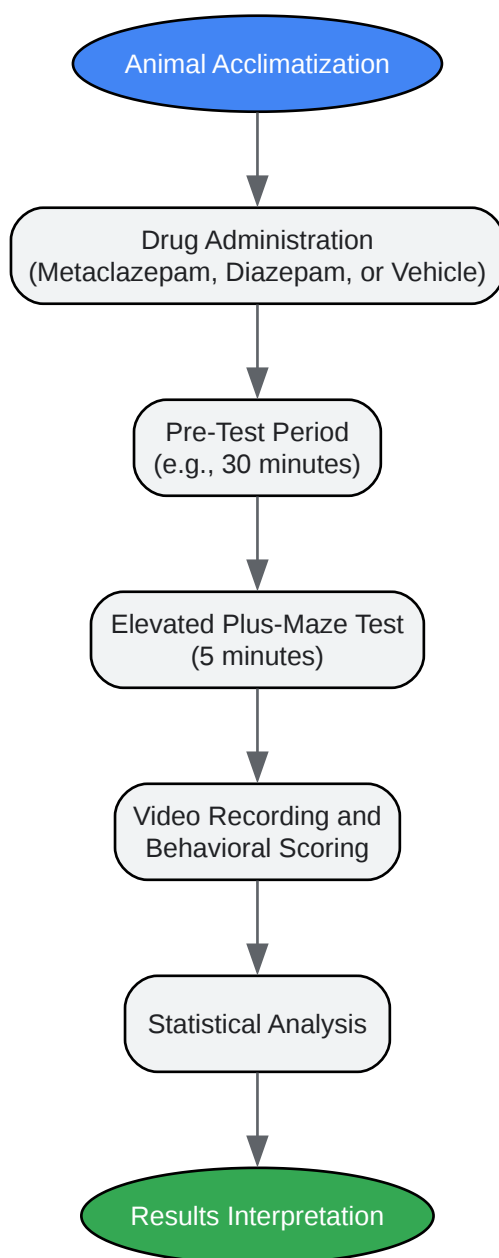 Animal Acclimatization
Drug Administration
(Metaclazepam, Diazepam, or Vehicle)
Pre-Test Period
(e.g., 30 minutes)
Elevated Plus-Maze Test
(5 minutes)
Video Recording and
Behavioral Scoring
Statistical Analysis
Results Interpretation